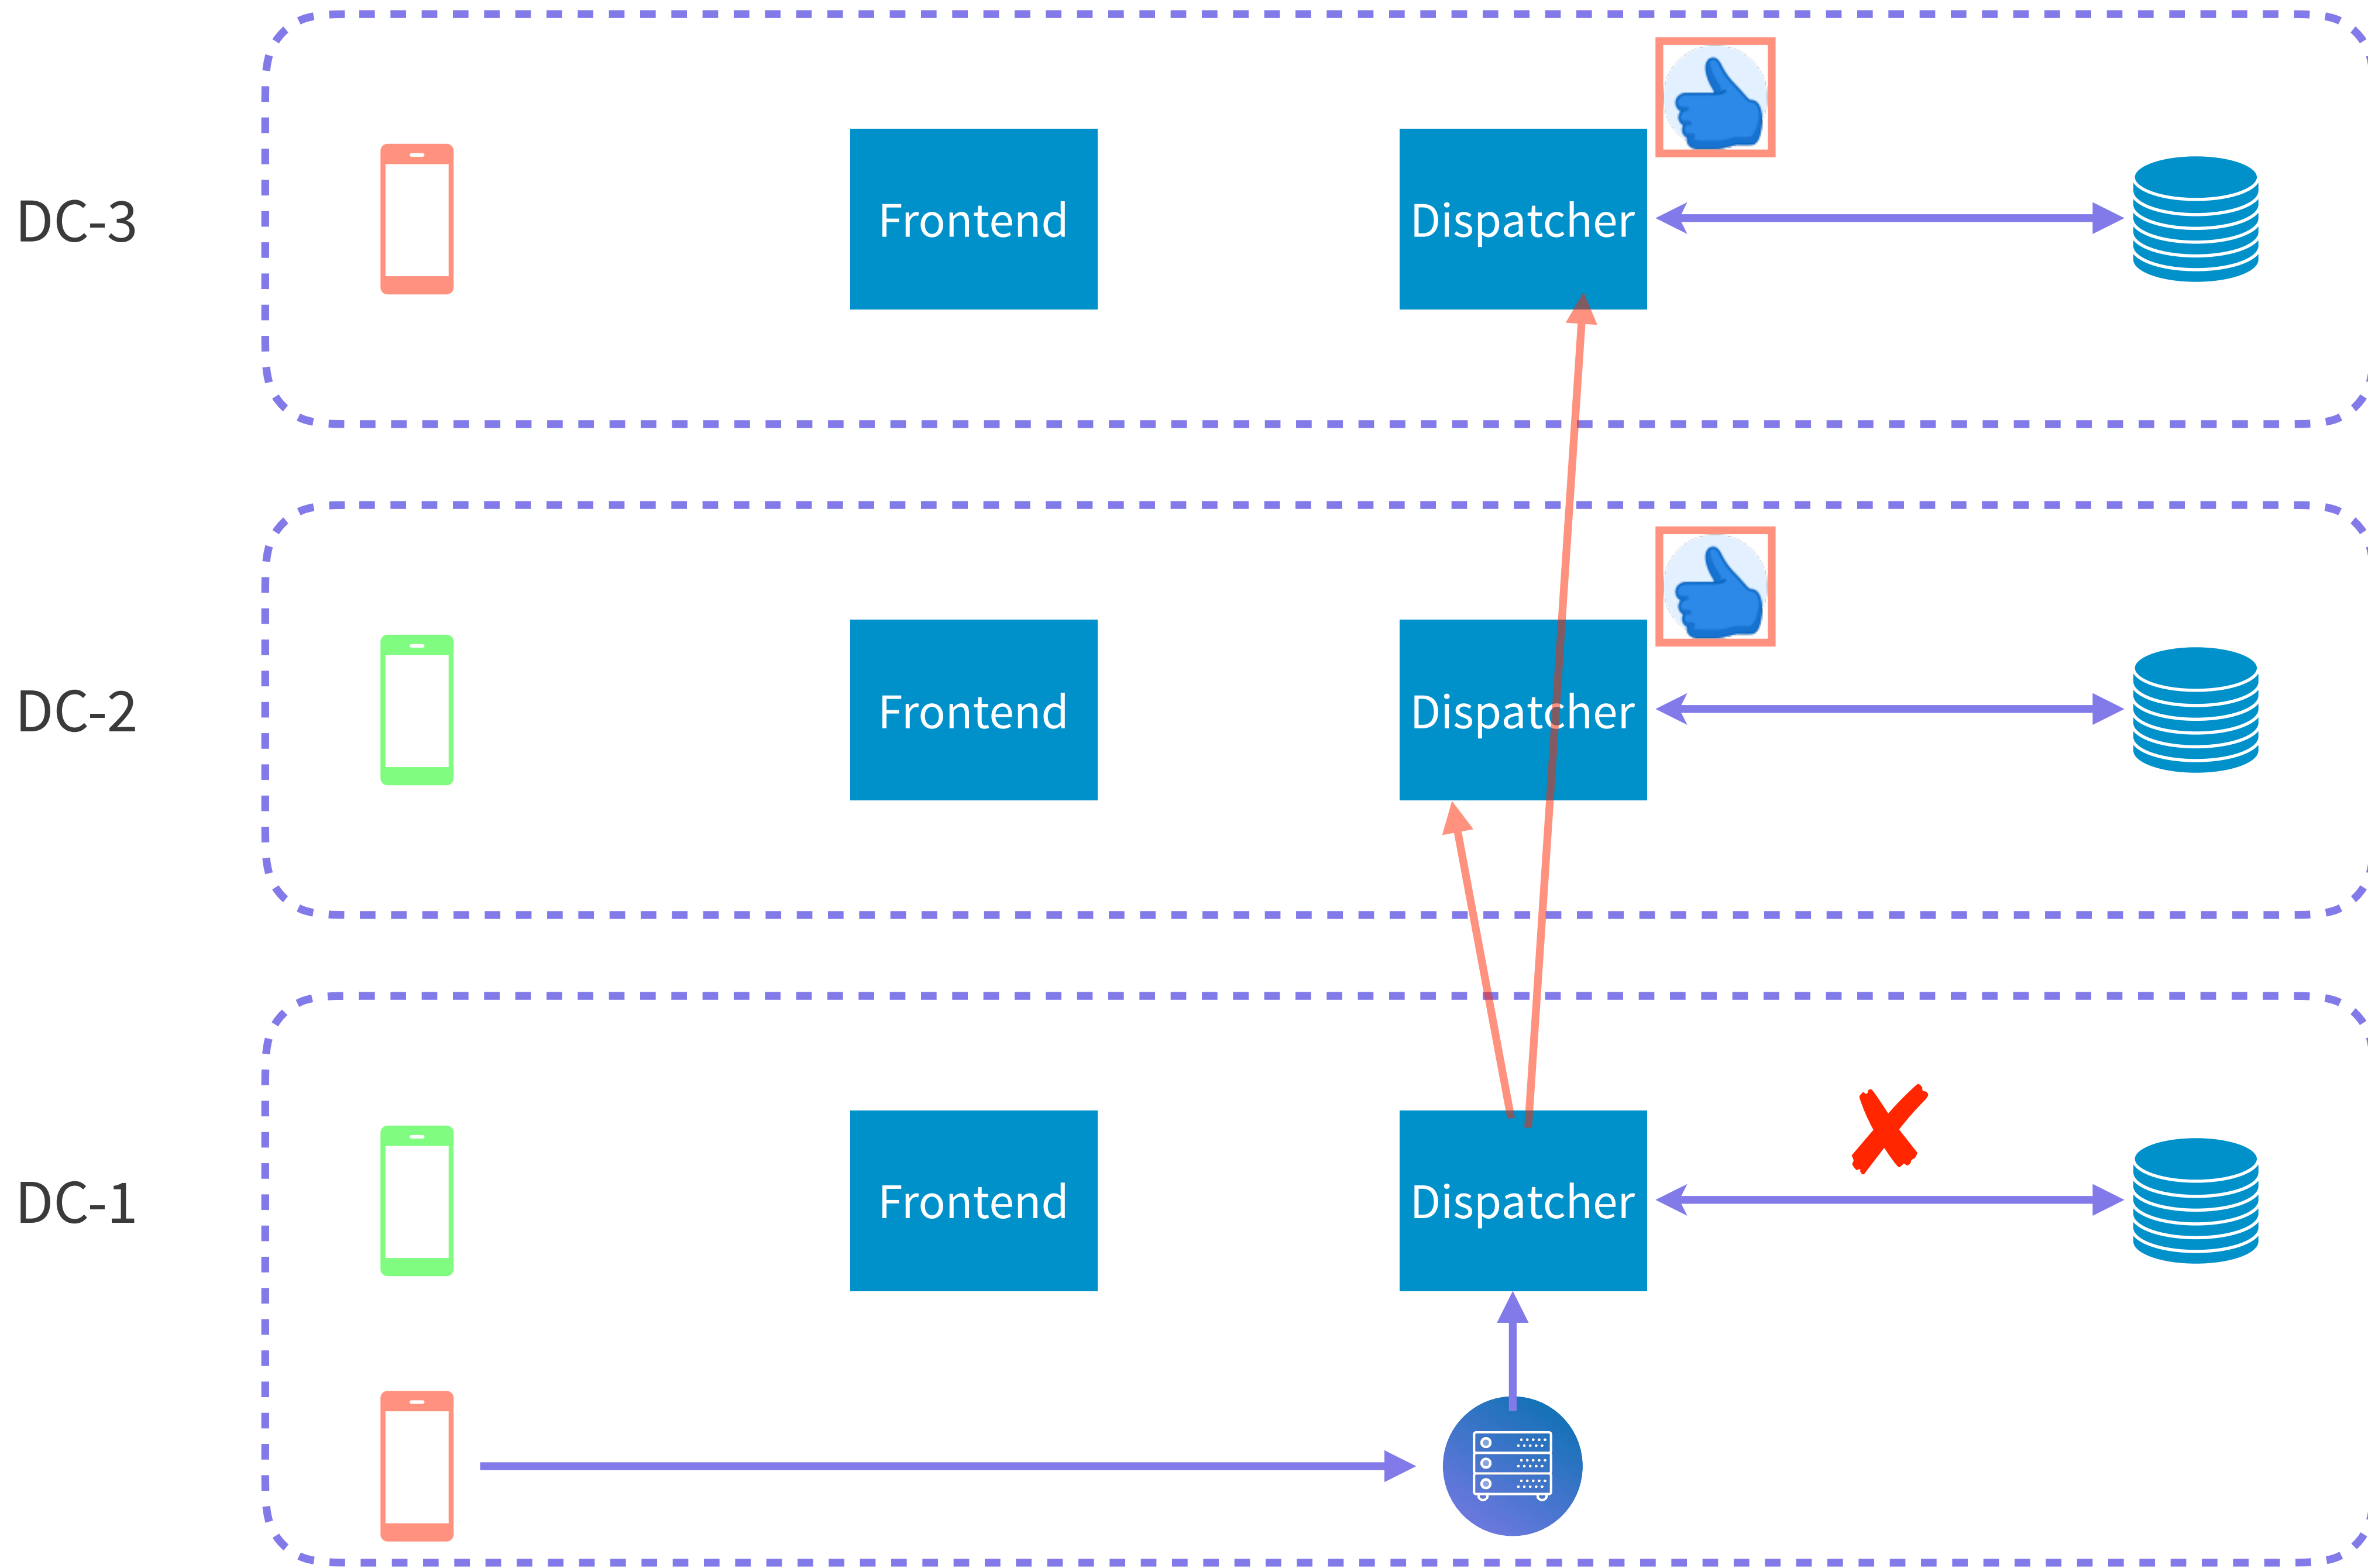 DC-3
Frontend
Dispatcher
DC-2
Frontend
Dispatcher
DC-1
Frontend
Dispatcher